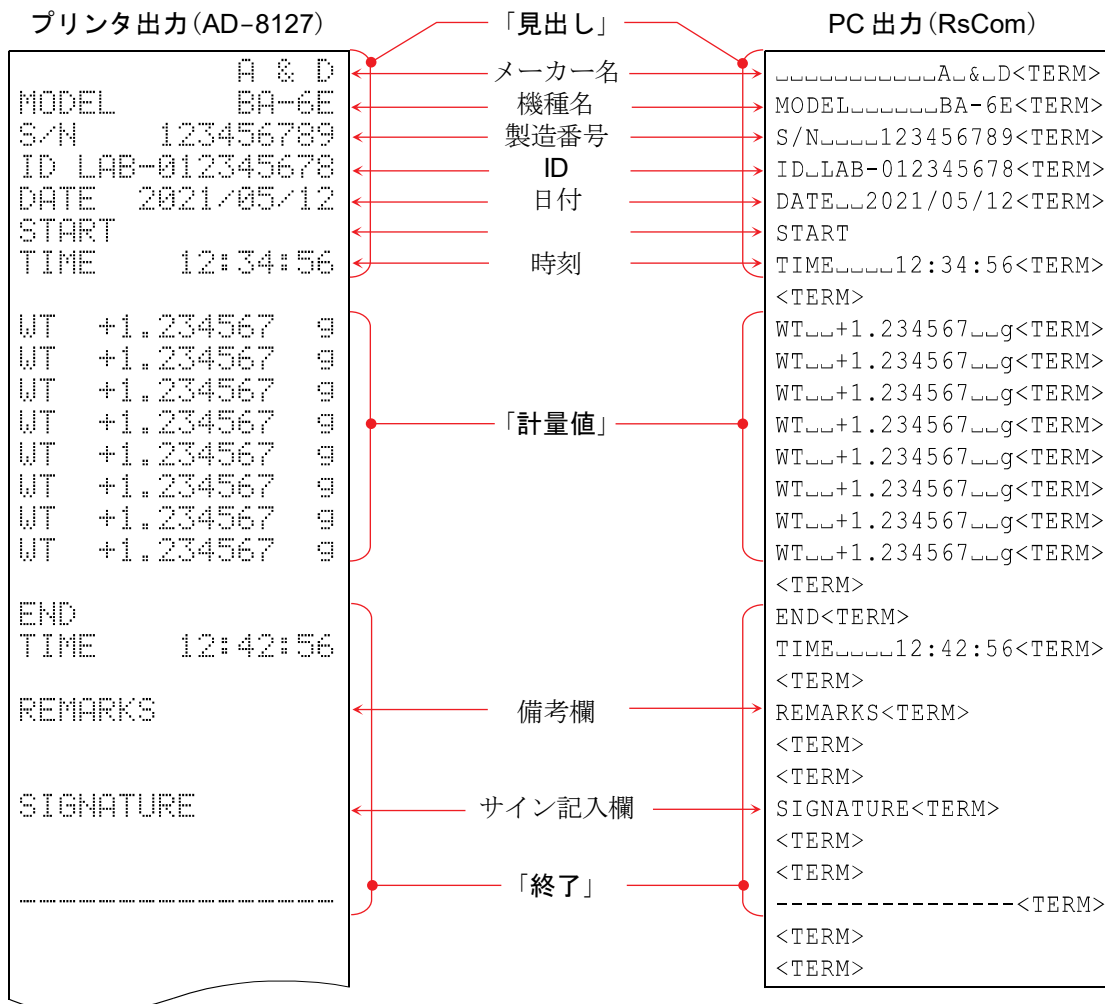 プリンタ出力（AD-8127）
A & D
MODEL BA-6E
S/N 123456789
ID LAB-012345678
DATE 2021/05/12
START
TIME 12:34:56
WT +1.234567 g
WT +1.234567 g
WT +1.234567 g
WT +1.234567 g
WT +1.234567 g
WT +1.234567 g
WT +1.234567 g
WT +1.234567 g
END
TIME 12:42:56
REMARKS
SIGNATURE
----------------
「見出し」
メーカー名
機種名
製造番号
ID
日付
時刻
「計量値」
備考欄
サイン記入欄
「終了」
PC 出力（RsCom）
␣␣␣␣␣␣␣␣␣␣␣A␣&␣D<TERM>
MODEL␣␣␣␣␣␣BA-6E<TERM>
S/N␣␣␣␣123456789<TERM>
ID␣LAB-012345678<TERM>
DATE␣␣2021/05/12<TERM>
START
TIME␣␣␣␣12:34:56<TERM>
<TERM>
WT␣␣+1.234567␣␣g<TERM>
WT␣␣+1.234567␣␣g<TERM>
WT␣␣+1.234567␣␣g<TERM>
WT␣␣+1.234567␣␣g<TERM>
WT␣␣+1.234567␣␣g<TERM>
WT␣␣+1.234567␣␣g<TERM>
WT␣␣+1.234567␣␣g<TERM>
WT␣␣+1.234567␣␣g<TERM>
<TERM>
END<TERM>
TIME␣␣␣␣12:42:56<TERM>
<TERM>
REMARKS<TERM>
<TERM>
<TERM>
SIGNATURE<TERM>
<TERM>
<TERM>
----------------<TERM>
<TERM>
<TERM>